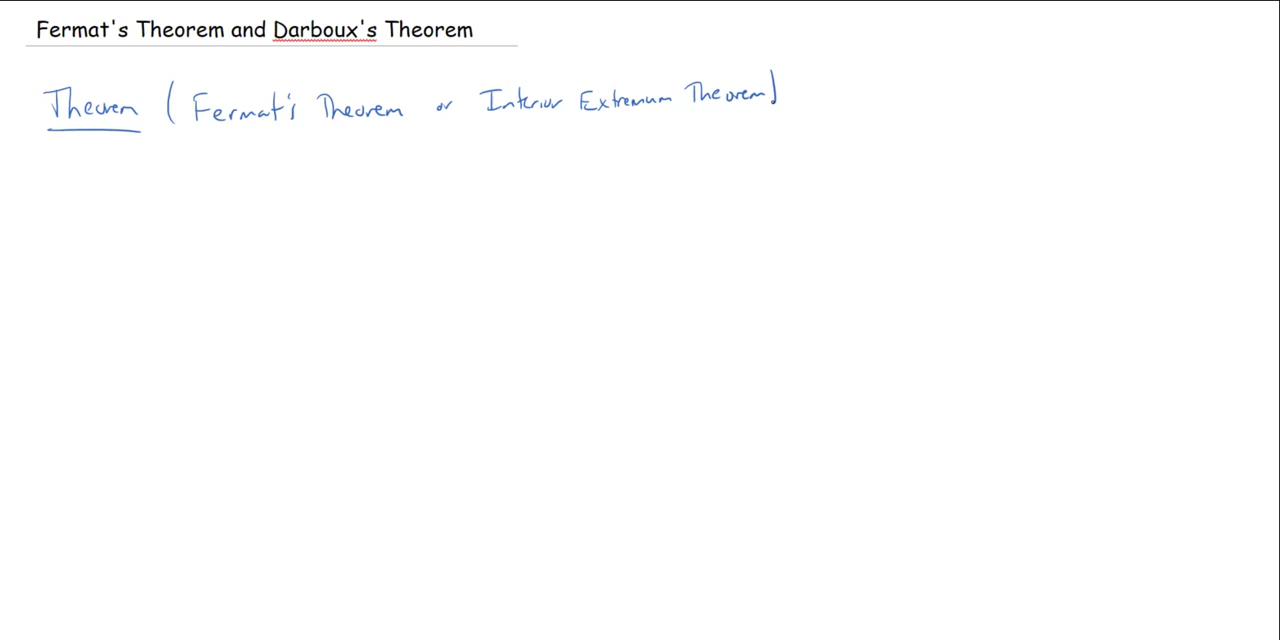 Fermat's Theorem and Darboux's Theorem
Theorem (Fermat's Theorem or Interior Extremum Theorem)